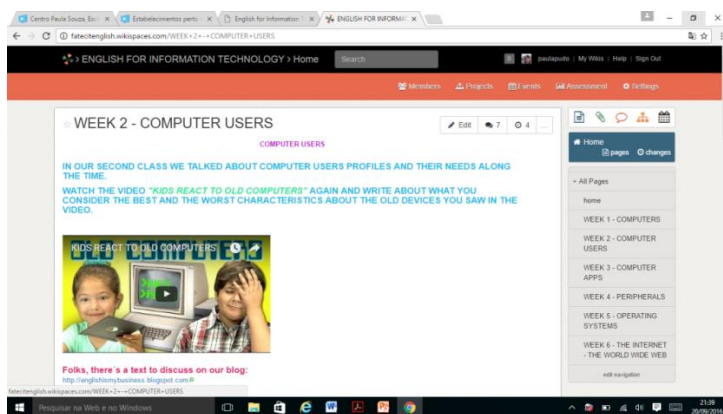 Centro Paula Souza, Esc
Estabelecimentos perto
English for Information T
ENGLISH FOR INFORMA
fatecitenglish.wikispaces.com/WEEK+2+-+COMPUTER+USERS
> ENGLISH FOR INFORMATION TECHNOLOGY > Home
Search
paulapudo | My Wikis | Help | Sign Out
Members Projects Events Assessment Settings
WEEK 2 - COMPUTER USERS
Edit 7 4 ...
COMPUTER USERS
IN OUR SECOND CLASS WE TALKED ABOUT COMPUTER USERS PROFILES AND THEIR NEEDS ALONG
THE TIME.
WATCH THE VIDEO "KIDS REACT TO OLD COMPUTERS" AGAIN AND WRITE ABOUT WHAT YOU
CONSIDER THE BEST AND THE WORST CHARACTERISTICS ABOUT THE OLD DEVICES YOU SAW IN THE
VIDEO.
KIDS REACT TO OLD COMPUTERS
OLD COMPUTERS
Folks, there´s a text to discuss on our blog:
http://englishismybusiness.blogspot.com
Home
pages changes
All Pages
home
WEEK 1 - COMPUTERS
WEEK 2 - COMPUTER
USERS
WEEK 3 - COMPUTER
APPS
WEEK 4 - PERIPHERALS
WEEK 5 - OPERATING
SYSTEMS
WEEK 6 - THE INTERNET
- THE WORLD WIDE WEB
edit navigation
fatecitenglish.wikispaces.com/WEEK+2+-+COMPUTER+USERS
Pesquisar na Web e no Windows
21:39
20/09/2016